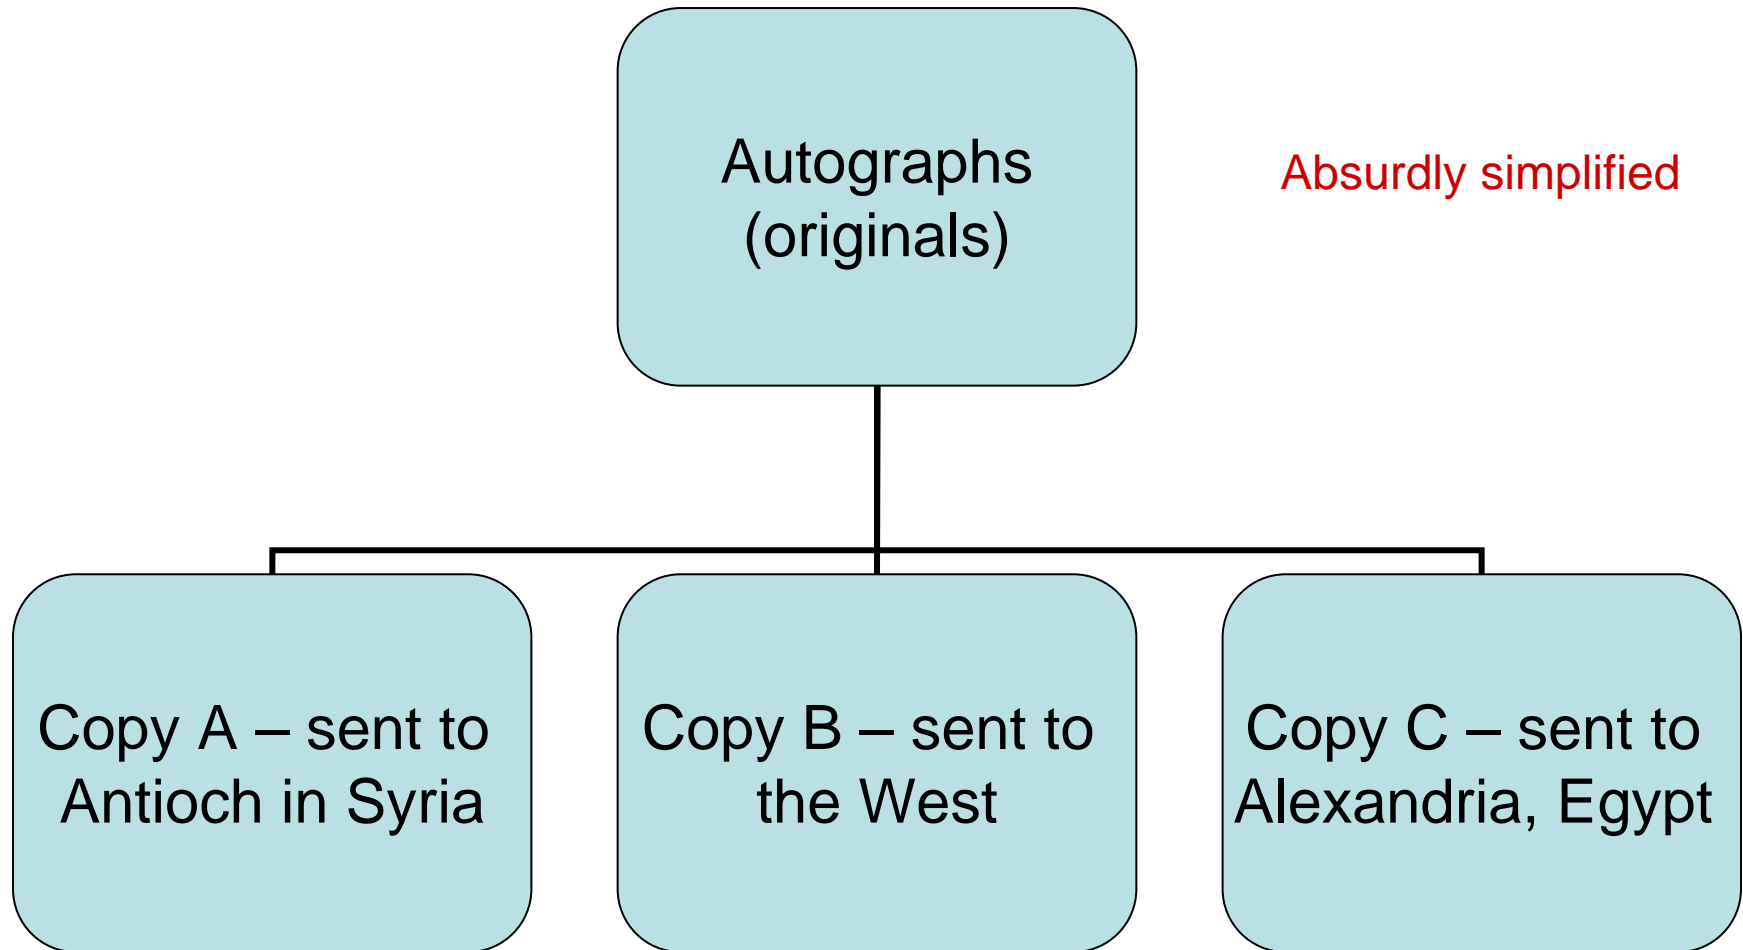 Autographs
(originals)
Absurdly simplified
Copy A – sent to
Antioch in Syria
Copy B – sent to
the West
Copy C – sent to
Alexandria, Egypt